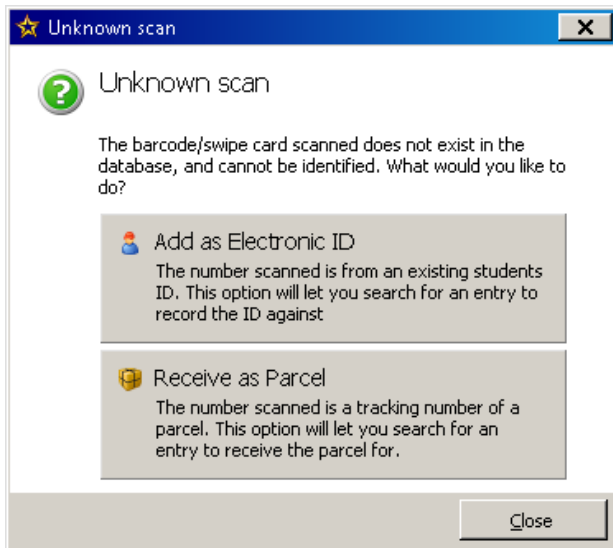 Unknown scan
Unknown scan
The barcode/swipe card scanned does not exist in the
database, and cannot be identified. What would you like to
do?
Add as Electronic ID
The number scanned is from an existing students
ID. This option will let you search for an entry to
record the ID against
Receive as Parcel
The number scanned is a tracking number of a
parcel. This option will let you search for an
entry to receive the parcel for.
Close